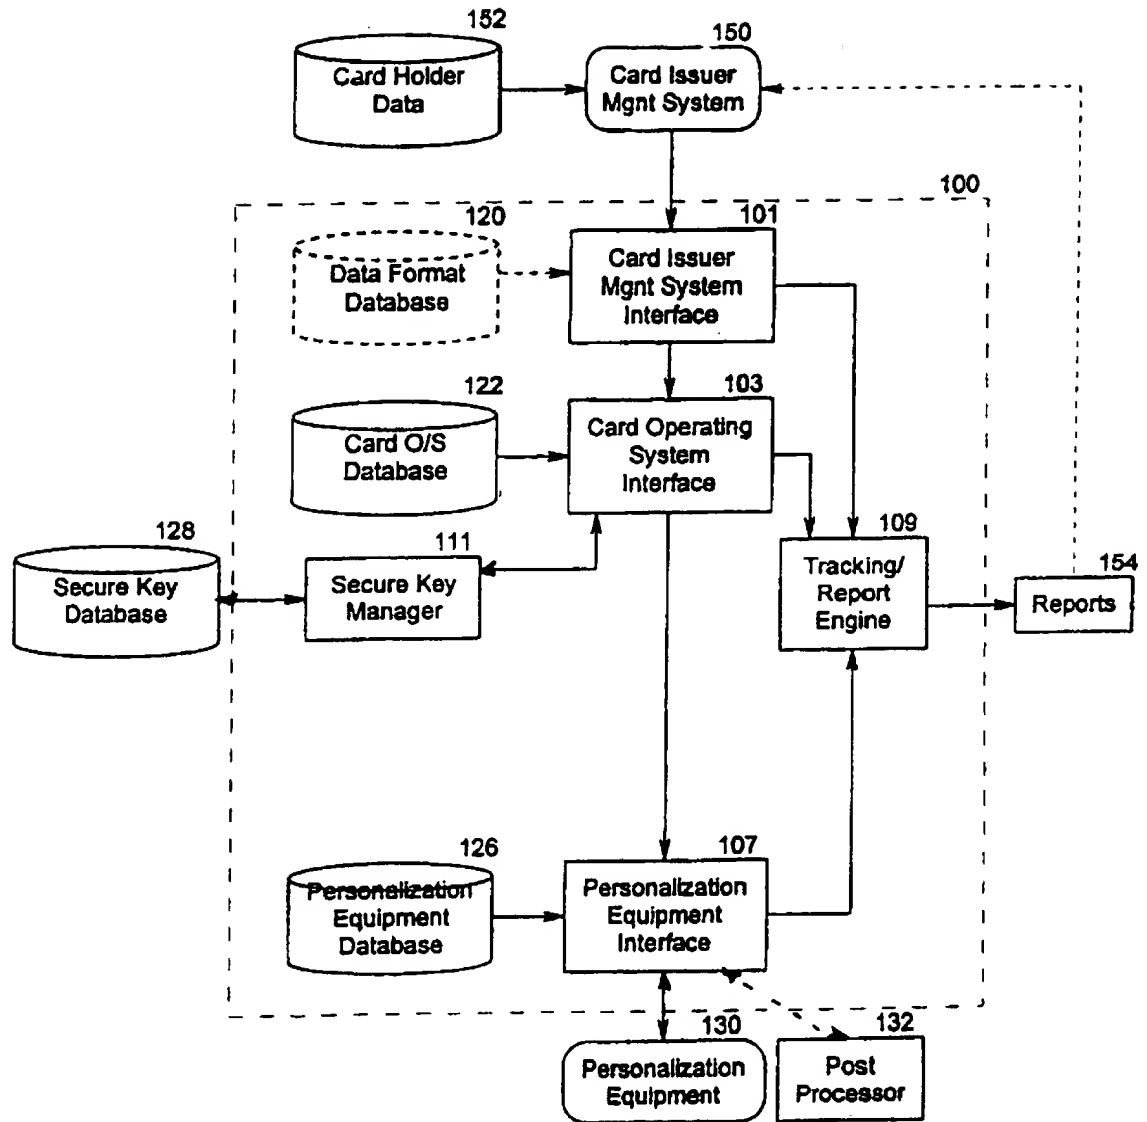 152
Card Holder
Data
150
Card Issuer
Mgnt System
100
120
Data Format
Database
101
Card Issuer
Mgnt System
Interface
122
Card O/S
Database
103
Card Operating
System
Interface
128
Secure Key
Database
111
Secure Key
Manager
109
Tracking/
Report
Engine
154
Reports
126
Personalization
Equipment
Database
107
Personalization
Equipment
Interface
130
Personalization
Equipment
132
Post
Processor